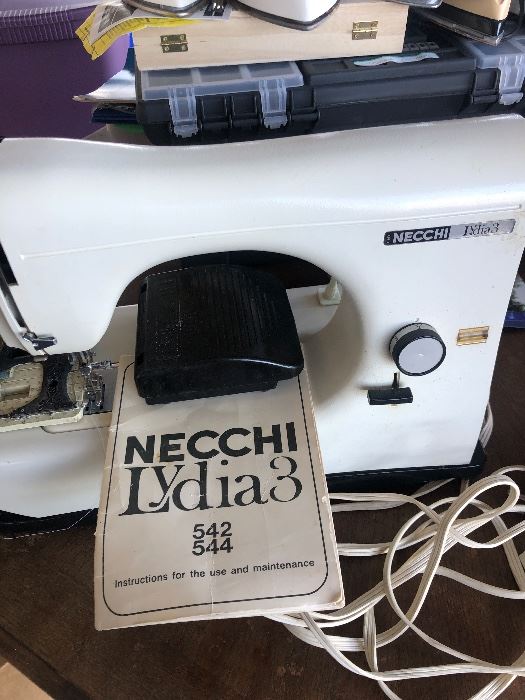 NECCHI Lydia3
NECCHI
Lydia3
542
544
Instructions for the use and maintenance